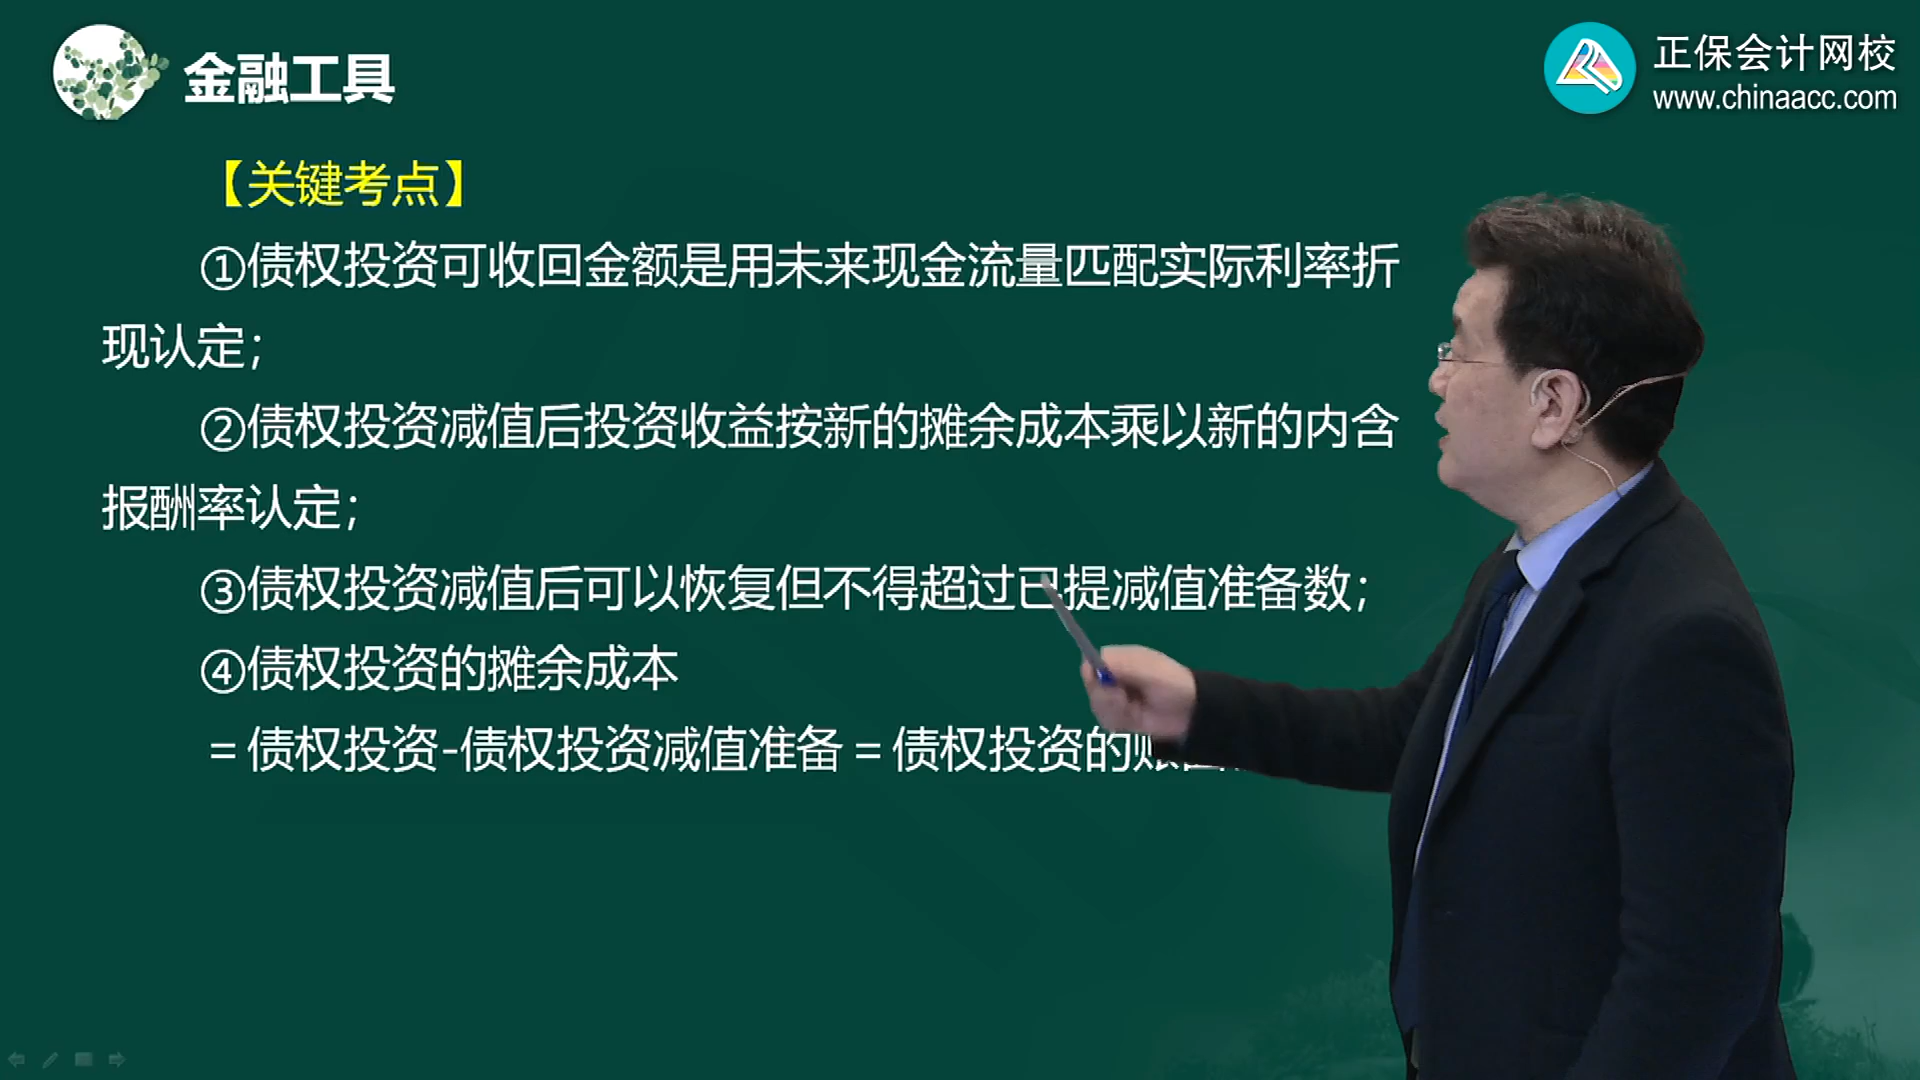 金融工具
正保会计网校
www.chinaacc.com
【关键考点】
①债权投资可收回金额是用未来现金流量匹配实际利率折
现认定；
②债权投资减值后投资收益按新的摊余成本乘以新的内含
报酬率认定；
③债权投资减值后可以恢复但不得超过已提减值准备数；
④债权投资的摊余成本
＝债权投资-债权投资减值准备＝债权投资的账